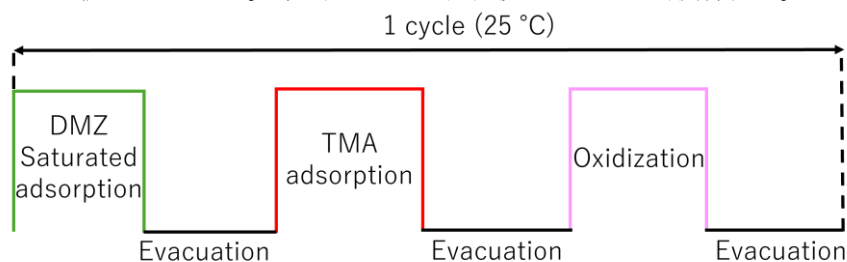 1 cycle (25 °C)
DMZ
Saturated
adsorption
TMA
adsorption
Oxidization
Evacuation
Evacuation
Evacuation